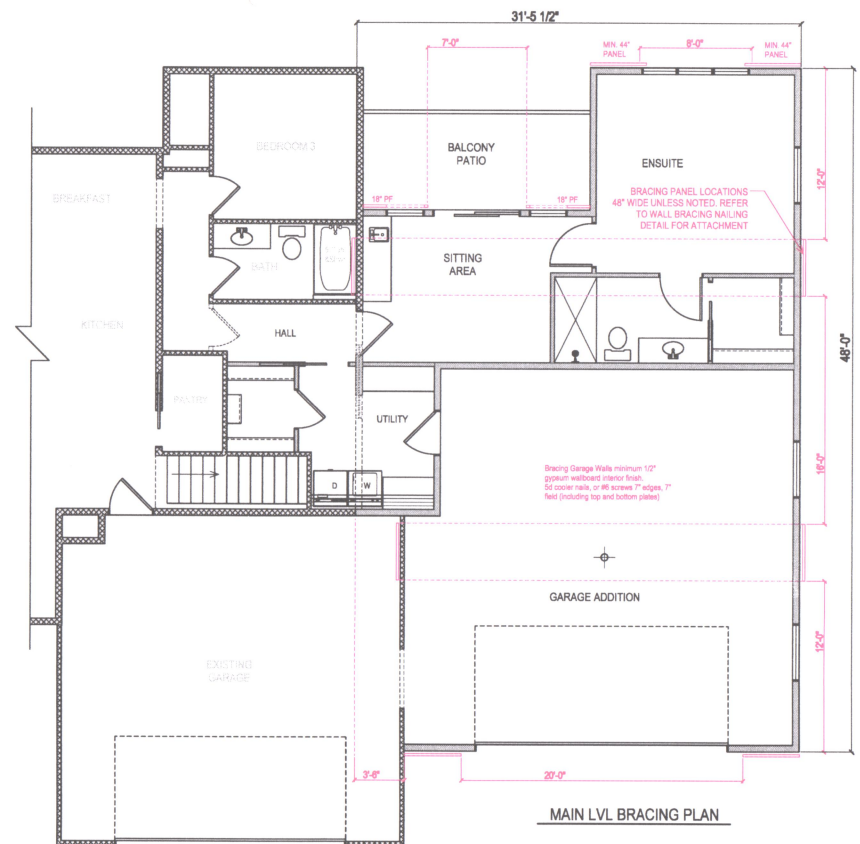 31'-5 1/2"
7'-0"
MIN. 44"
PANEL
8'-0"
MIN. 44"
PANEL
BEDROOM 3
BALCONY
PATIO
ENSUITE
12'-0"
BREAKFAST
18" PF
18" PF
BRACING PANEL LOCATIONS
48" WIDE UNLESS NOTED. REFER
TO WALL BRACING NAILING
DETAIL FOR ATTACHMENT
BATH
SITTING
AREA
KITCHEN
HALL
48'-0"
PANTRY
UTILITY
16'-0"
Bracing Garage Walls minimum 1/2"
gypsum wallboard interior finish.
5d cooler nails, or #6 screws 7" edges, 7"
field (including top and bottom plates)
D
W
GARAGE ADDITION
12'-0"
EXISTING
GARAGE
3'-6"
20'-0"
MAIN LVL BRACING PLAN